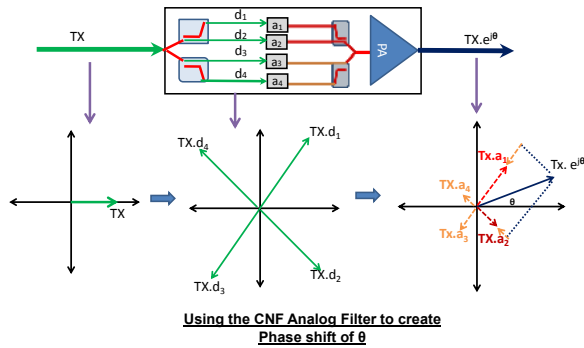 TX
d1
d2
d3
d4
a1
a2
a3
a4
PA
TX.e^jθ
TX
TX.d4
TX.d1
TX.d3
TX.d2
Tx.a1
Tx. e^jθ
Tx.a4
θ
Tx.a3
TX.a2
Using the CNF Analog Filter to create
Phase shift of θ